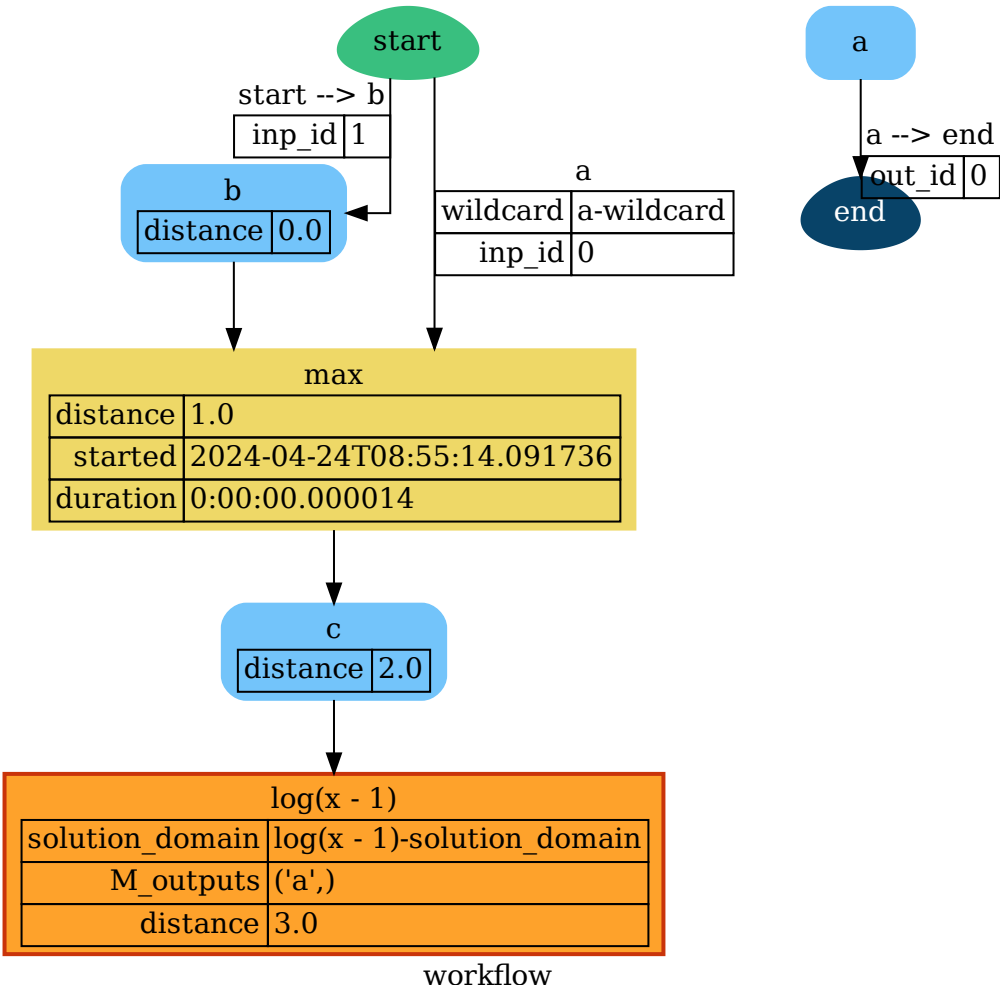 start
a
start --> b
inp_id 1
a --> end
out_id 0
end
a
wildcard a-wildcard
inp_id 0
b
distance 0.0
max
distance 1.0
started 2024-04-24T08:55:14.091736
duration 0:00:00.000014
c
distance 2.0
log(x - 1)
solution_domain log(x - 1)-solution_domain
M_outputs ('a',)
distance 3.0
workflow